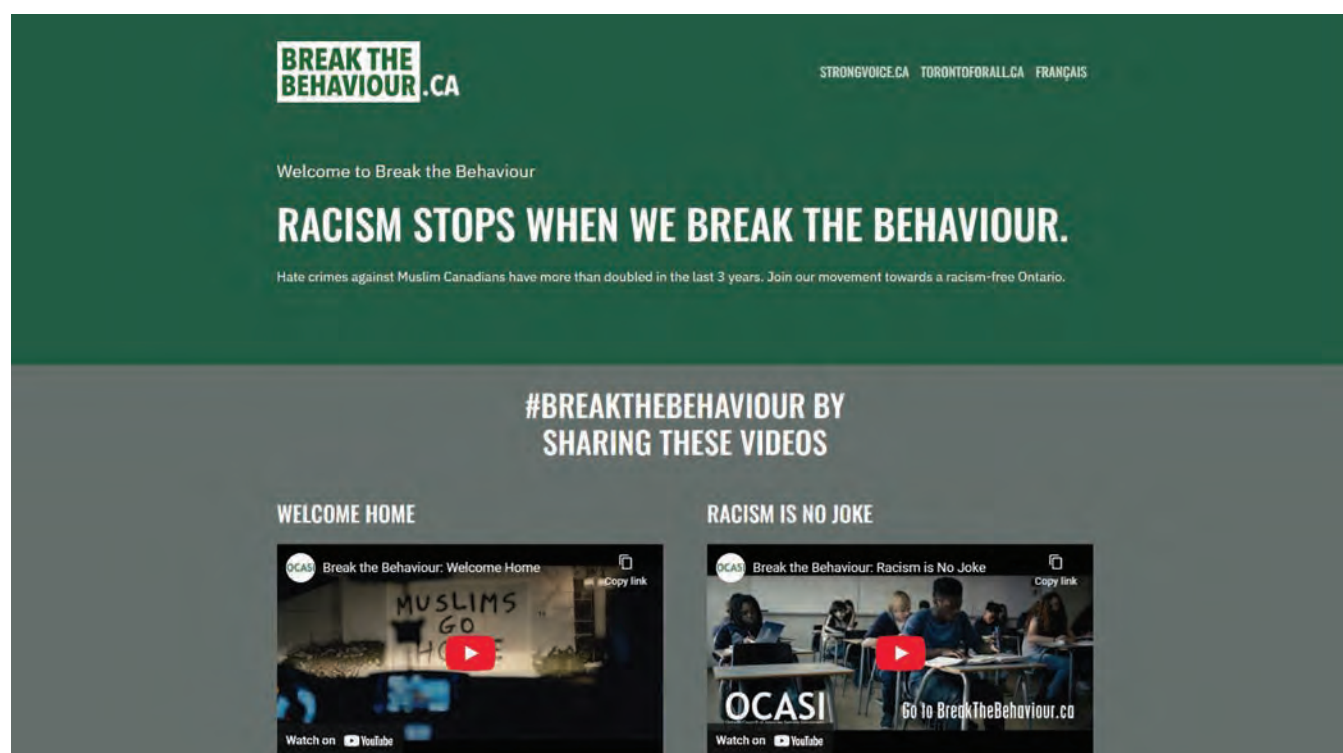 BREAK THE
BEHAVIOUR.CA
STRONGVOICE.CA TORONTOFORALL.CA FRANÇAIS
Welcome to Break the Behaviour
RACISM STOPS WHEN WE BREAK THE BEHAVIOUR.
Hate crimes against Muslim Canadians have more than doubled in the last 3 years. Join our movement towards a racism-free Ontario.
#BREAKTHEBEHAVIOUR BY
SHARING THESE VIDEOS
WELCOME HOME
OCASI Break the Behaviour: Welcome Home
Copy link
MUSLIMS
GO
HOME
Watch on YouTube
RACISM IS NO JOKE
OCASI Break the Behaviour: Racism is No Joke
Copy link
OCASI
Go to BreakTheBehaviour.ca
Watch on YouTube